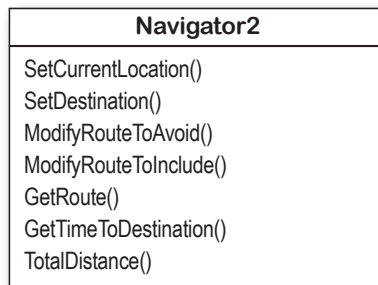 Navigator2
SetCurrentLocation()
SetDestination()
ModifyRouteToAvoid()
ModifyRouteToInclude()
GetRoute()
GetTimeToDestination()
TotalDistance()